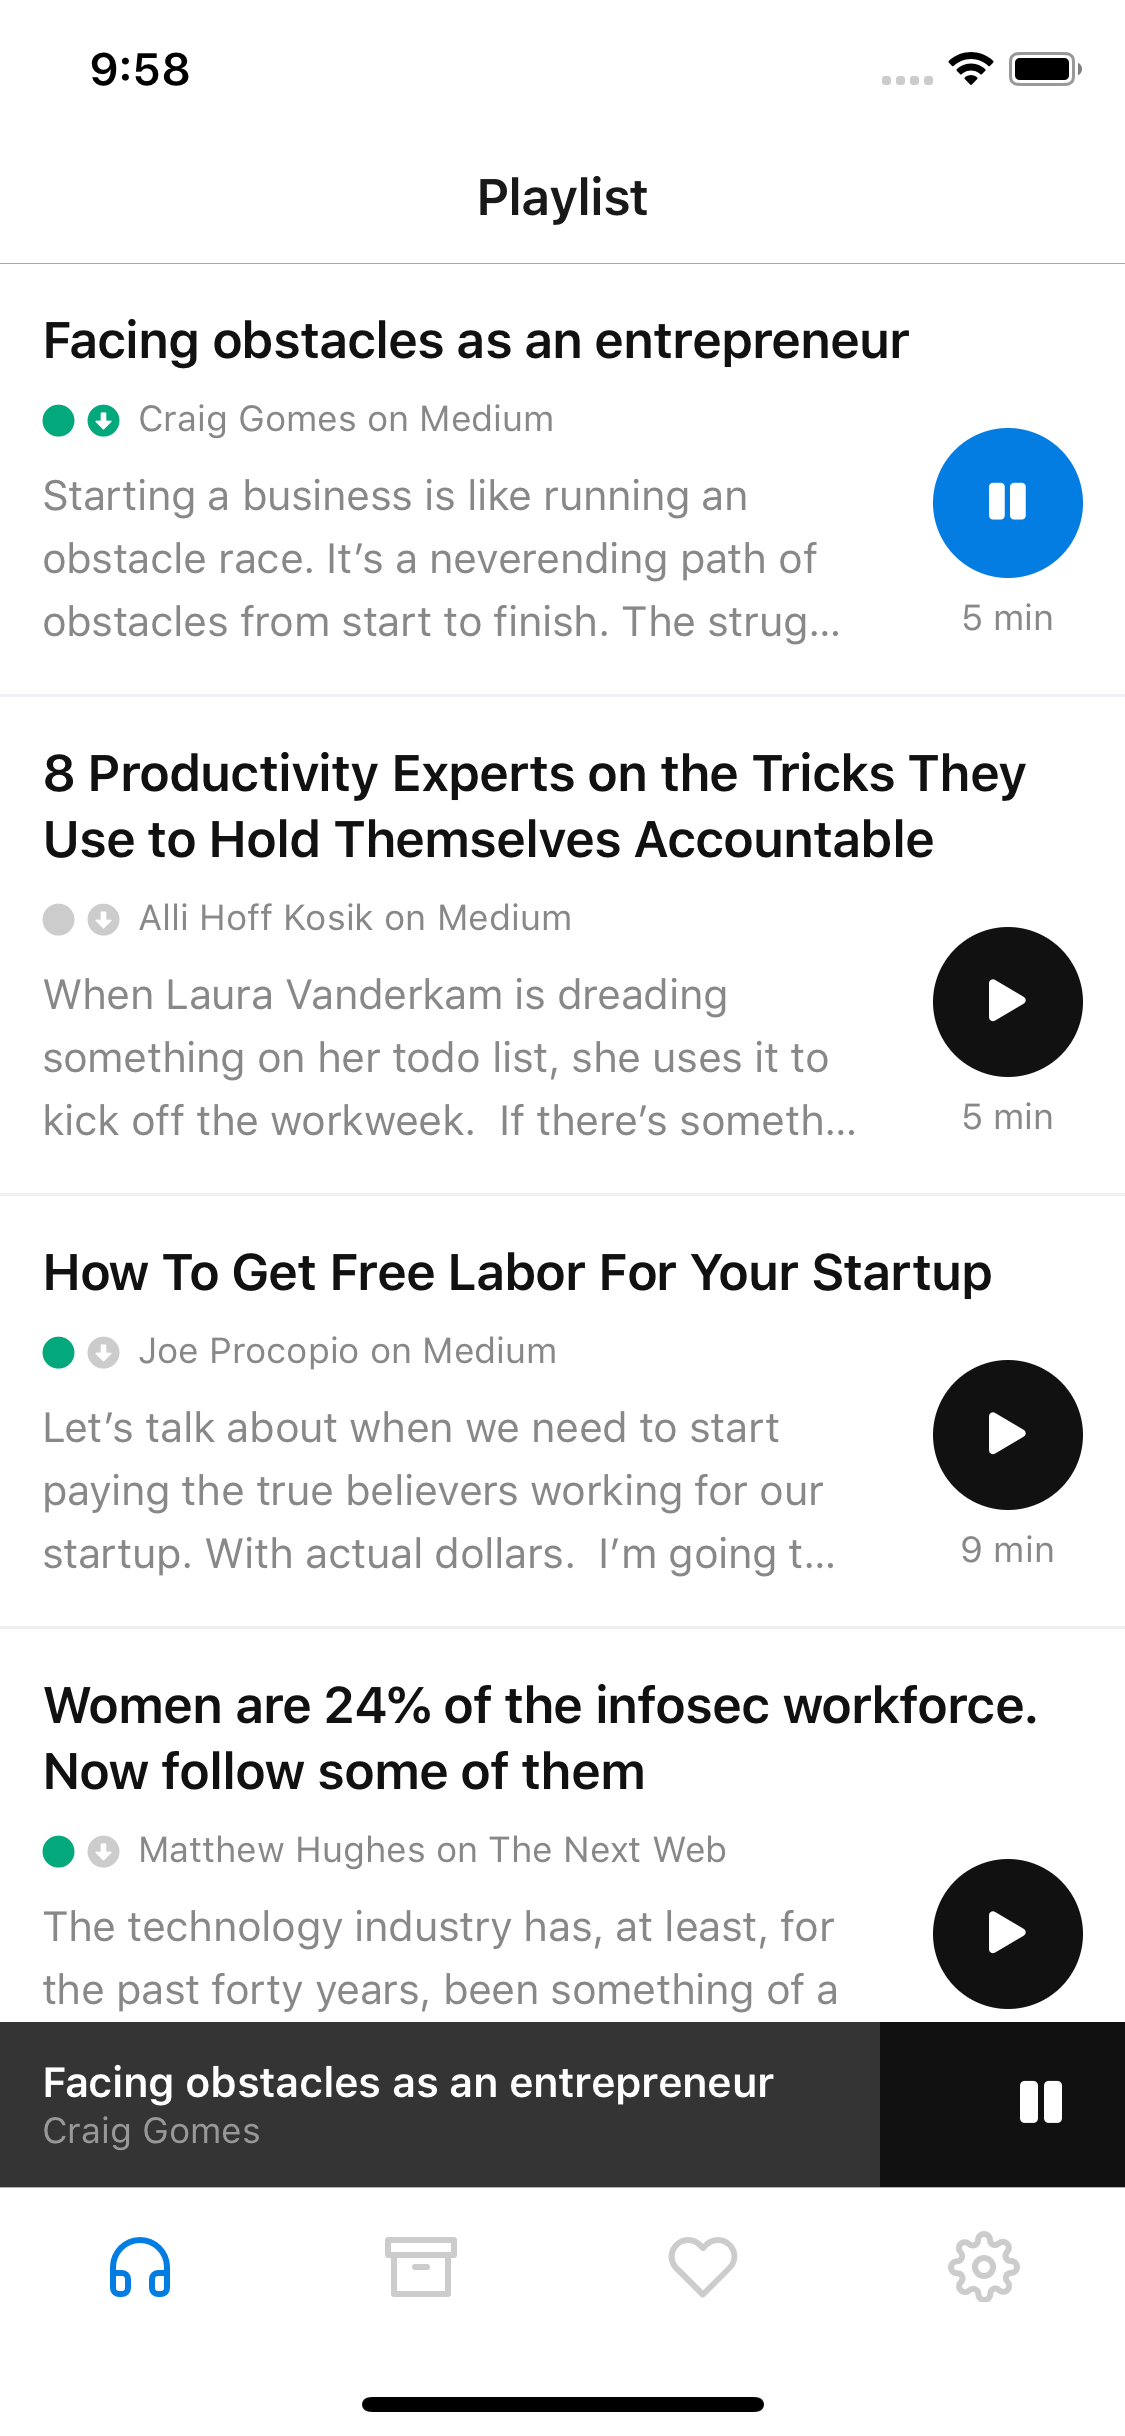 9:58
Playlist
Facing obstacles as an entrepreneur
Craig Gomes on Medium
Starting a business is like running an
obstacle race. It’s a neverending path of
obstacles from start to finish. The strug...
5 min
8 Productivity Experts on the Tricks They
Use to Hold Themselves Accountable
Alli Hoff Kosik on Medium
When Laura Vanderkam is dreading
something on her todo list, she uses it to
kick off the workweek.  If there’s someth...
5 min
How To Get Free Labor For Your Startup
Joe Procopio on Medium
Let’s talk about when we need to start
paying the true believers working for our
startup. With actual dollars.  I’m going t...
9 min
Women are 24% of the infosec workforce.
Now follow some of them
Matthew Hughes on The Next Web
The technology industry has, at least, for
the past forty years, been something of a
Facing obstacles as an entrepreneur
Craig Gomes